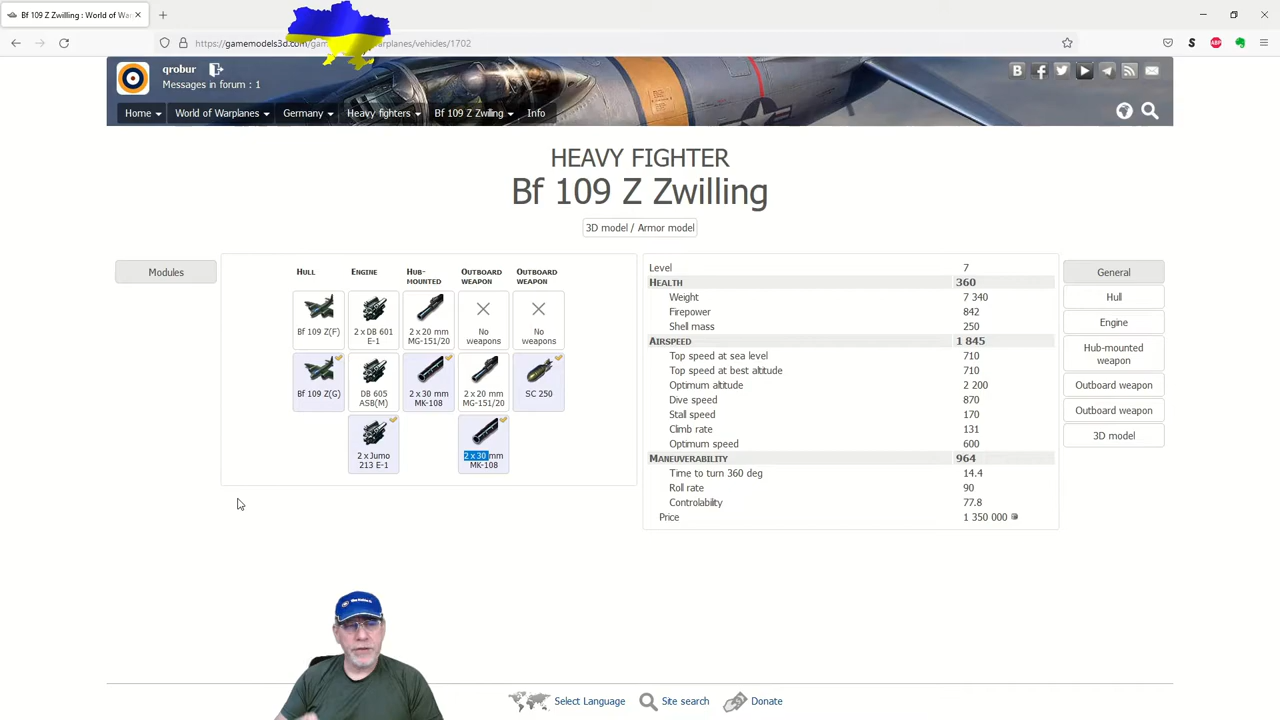 Bf 109 Z Zwilling : World of War
https://gamemodels3d.com/gam arplanes/vehicles/1702
S
ABP
qrobur
Messages in forum : 1
Home
World of Warplanes
Germany
Heavy fighters
Bf 109 Z Zwilling
Info
HEAVY FIGHTER
Bf 109 Z Zwilling
3D model / Armor model
Modules
HULL
ENGINE
HUB-MOUNTED
OUTBOARD WEAPON
OUTBOARD WEAPON
Bf 109 Z(F)
2 x DB 601 E-1
2 x 20 mm MG-151/20
No weapons
No weapons
Bf 109 Z(G)
DB 605 ASB(M)
2 x 30 mm MK-108
2 x 20 mm MG-151/20
SC 250
2 x Jumo 213 E-1
2 x 30 mm MK-108
Level 7
HEALTH 360
Weight 7 340
Firepower 842
Shell mass 250
AIRSPEED 1 845
Top speed at sea level 710
Top speed at best altitude 710
Optimum altitude 2 200
Dive speed 870
Stall speed 170
Climb rate 131
Optimum speed 600
MANEUVERABILITY 964
Time to turn 360 deg 14.4
Roll rate 90
Controlability 77.8
Price 1 350 000
General
Hull
Engine
Hub-mounted weapon
Outboard weapon
Outboard weapon
3D model
Select Language
Site search
Donate